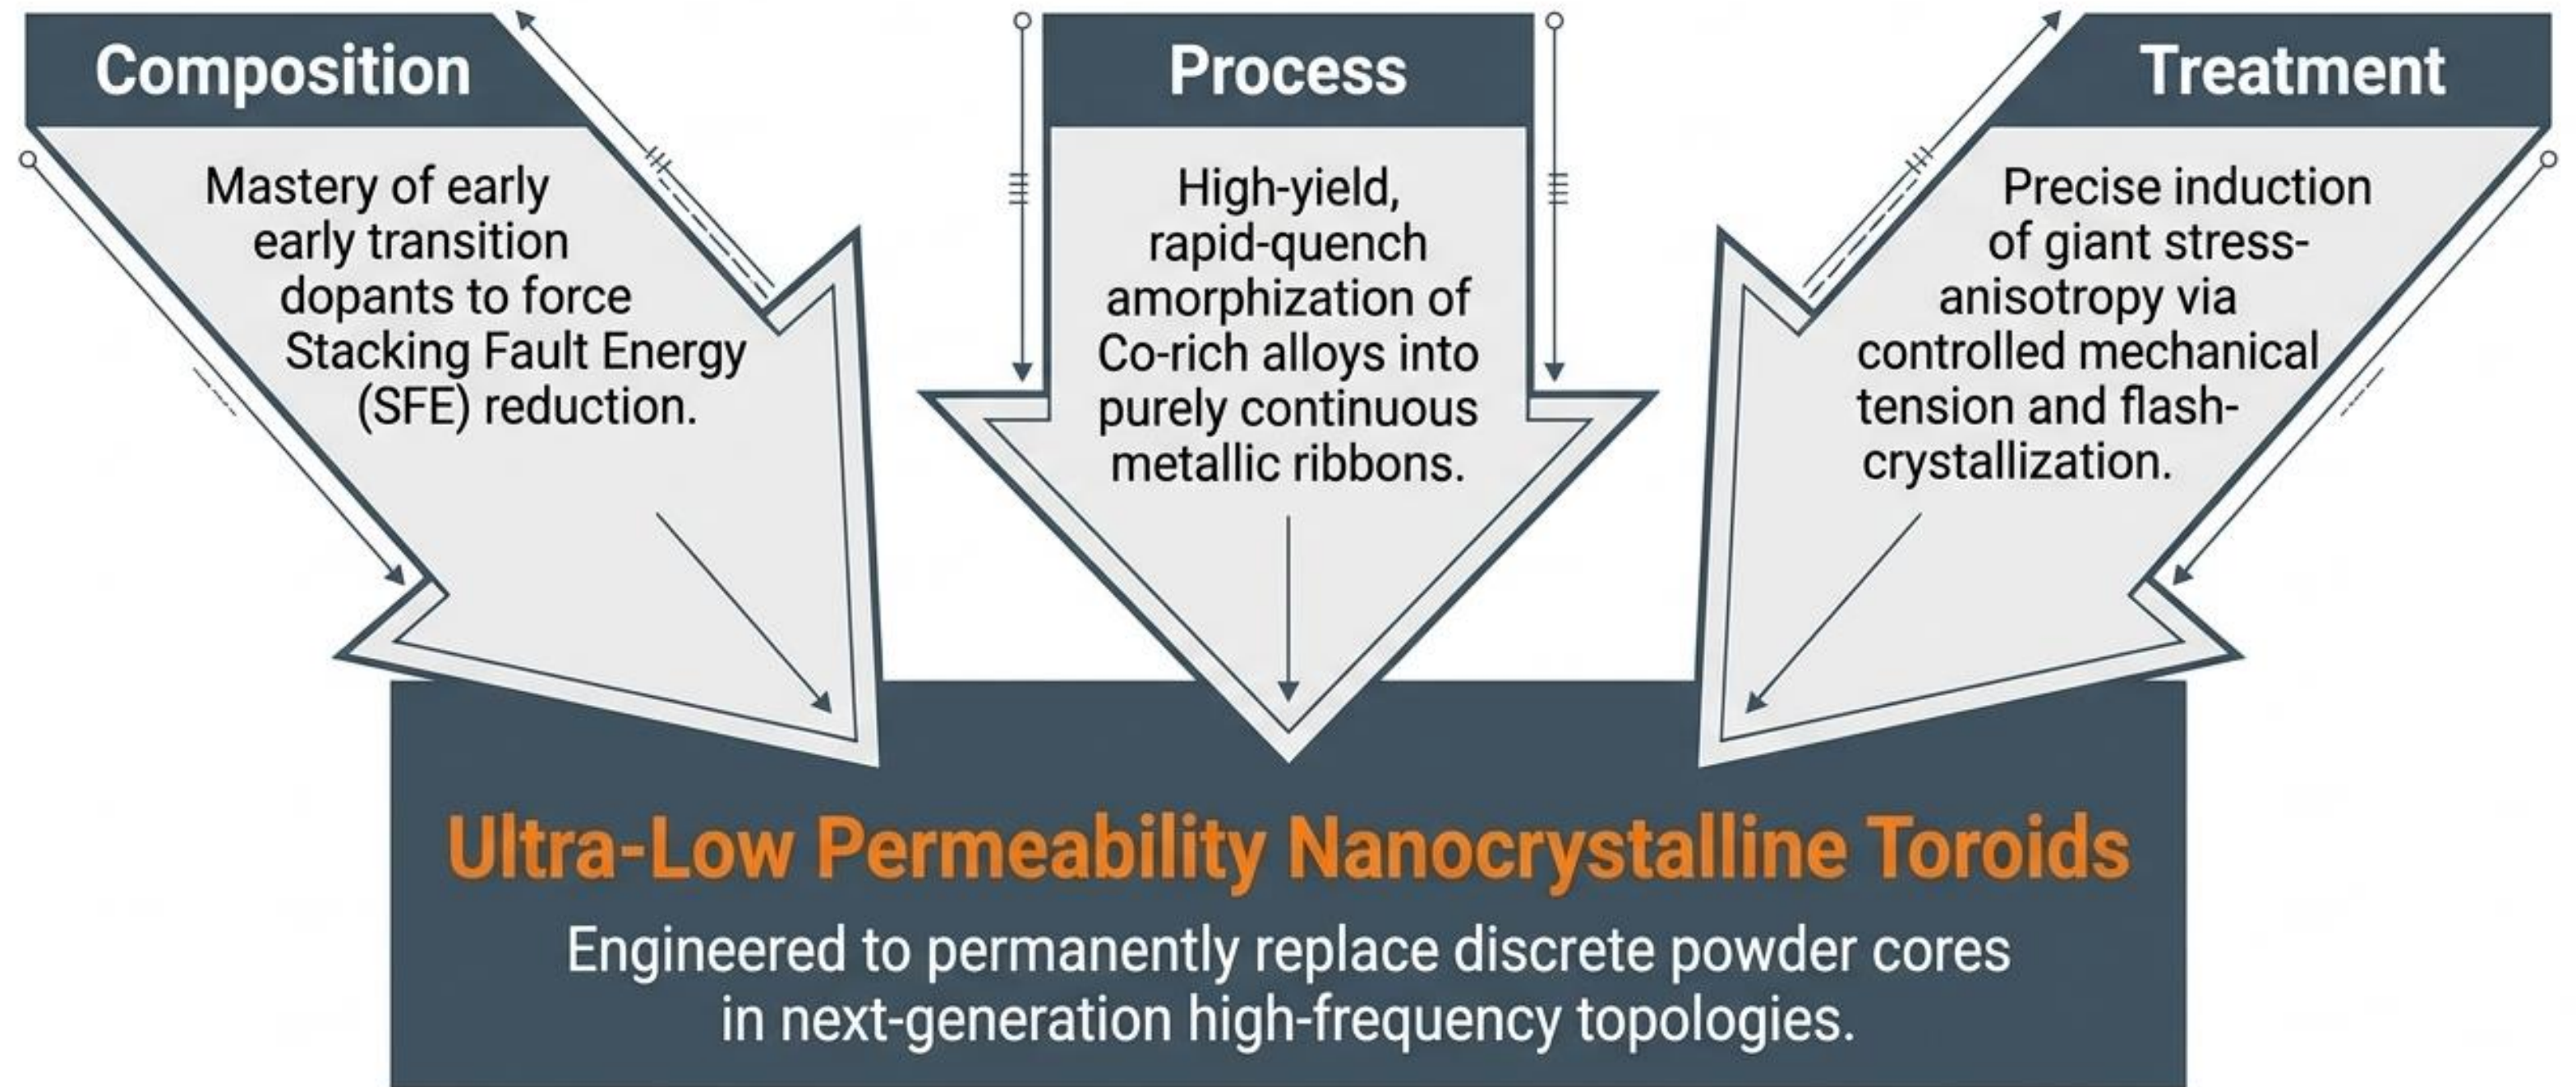 Composition
Mastery of early
early transition
dopants to force
Stacking Fault Energy
(SFE) reduction.
Process
High-yield,
rapid-quench
amorphization of
Co-rich alloys into
purely continuous
metallic ribbons.
Treatment
Precise induction
of giant stress-
anisotropy via
controlled mechanical
tension and flash-
crystallization.
Ultra-Low Permeability Nanocrystalline Toroids
Engineered to permanently replace discrete powder cores
in next-generation high-frequency topologies.